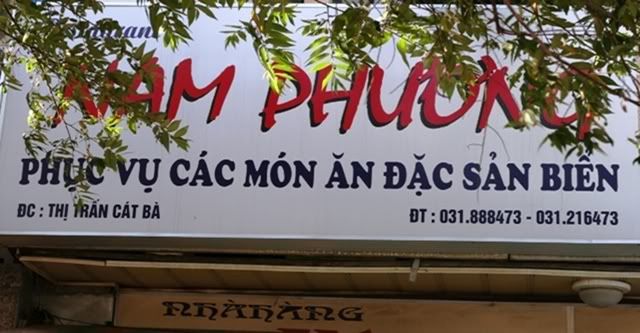 NAM PHƯƠNG
PHỤC VỤ CÁC MÓN ĂN ĐẶC SẢN BIỂN
ĐC : THỊ TRẤN CÁT BÀ
ĐT : 031.888473 - 031.216473
NHÀ HÀNG